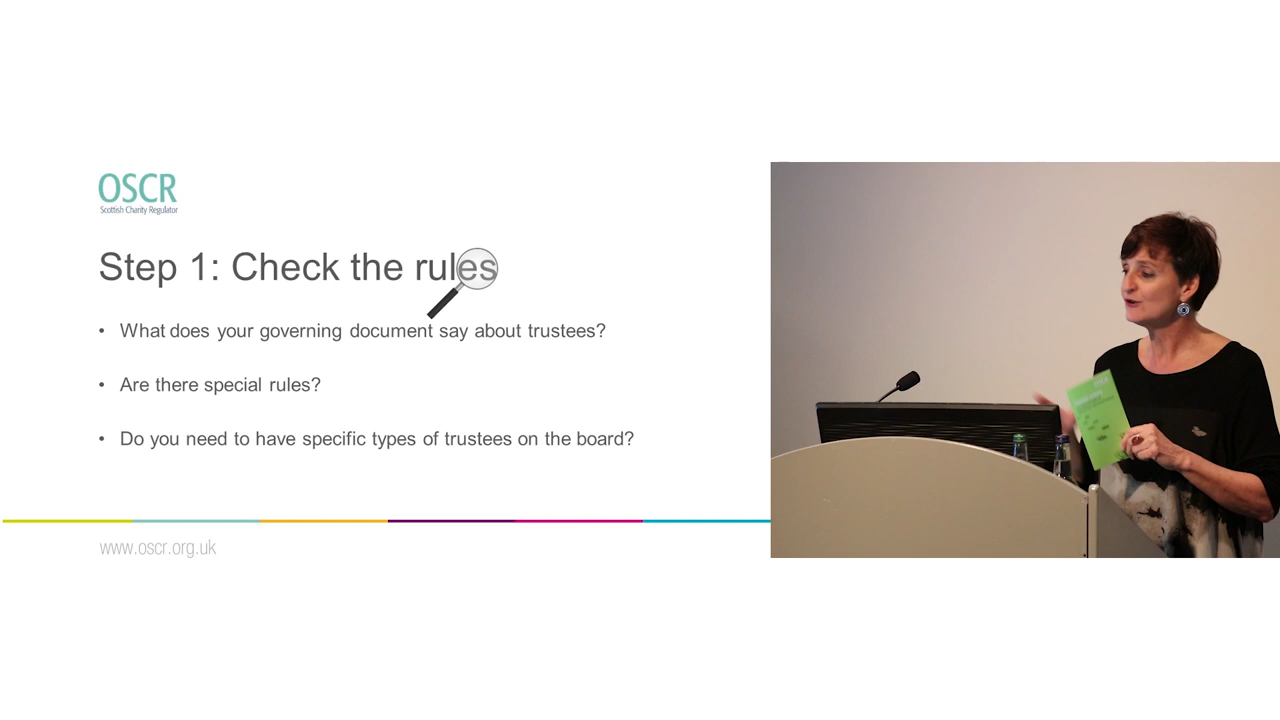 OSCR
Scottish Charity Regulator
Step 1: Check the rules
• What does your governing document say about trustees?
• Are there special rules?
• Do you need to have specific types of trustees on the board?
www.oscr.org.uk